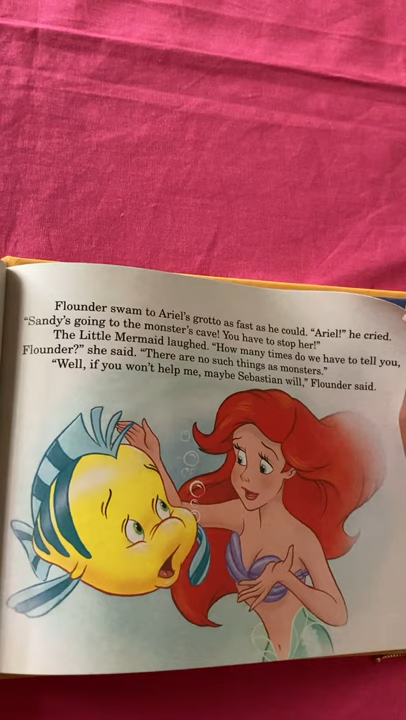 Flounder swam to Ariel's grotto as fast as he could. "Ariel!" he cried.
"Sandy's going to the monster's cave! You have to stop her!"
The Little Mermaid laughed. "How many times do we have to tell you,
Flounder?" she said. "There are no such things as monsters."
"Well, if you won't help me, maybe Sebastian will," Flounder said.